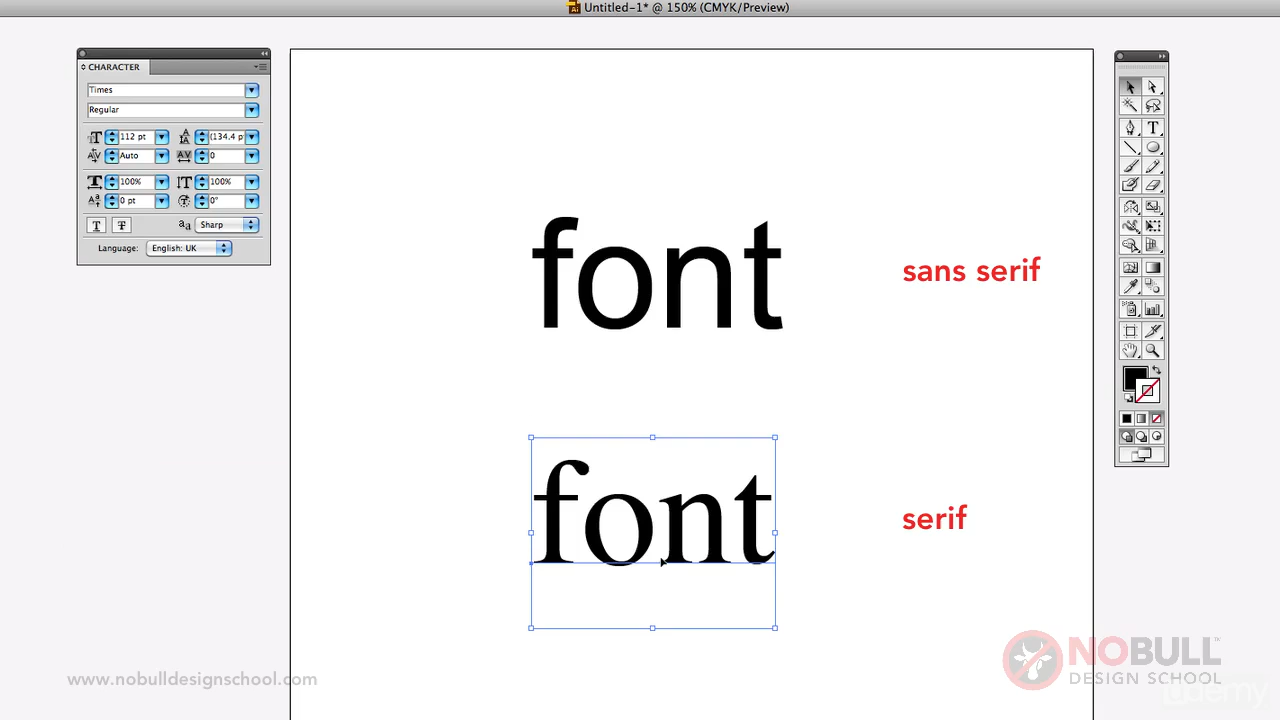 Untitled-1* @ 150% (CMYK/Preview)
CHARACTER
Times
Regular
112 pt
(134.4 p
Auto
0
100%
100%
0 pt
0°
Sharp
Language: English: UK
font
sans serif
font
serif
www.nobulldesignschool.com
NOBULL™
DESIGN SCHOOL
udemy